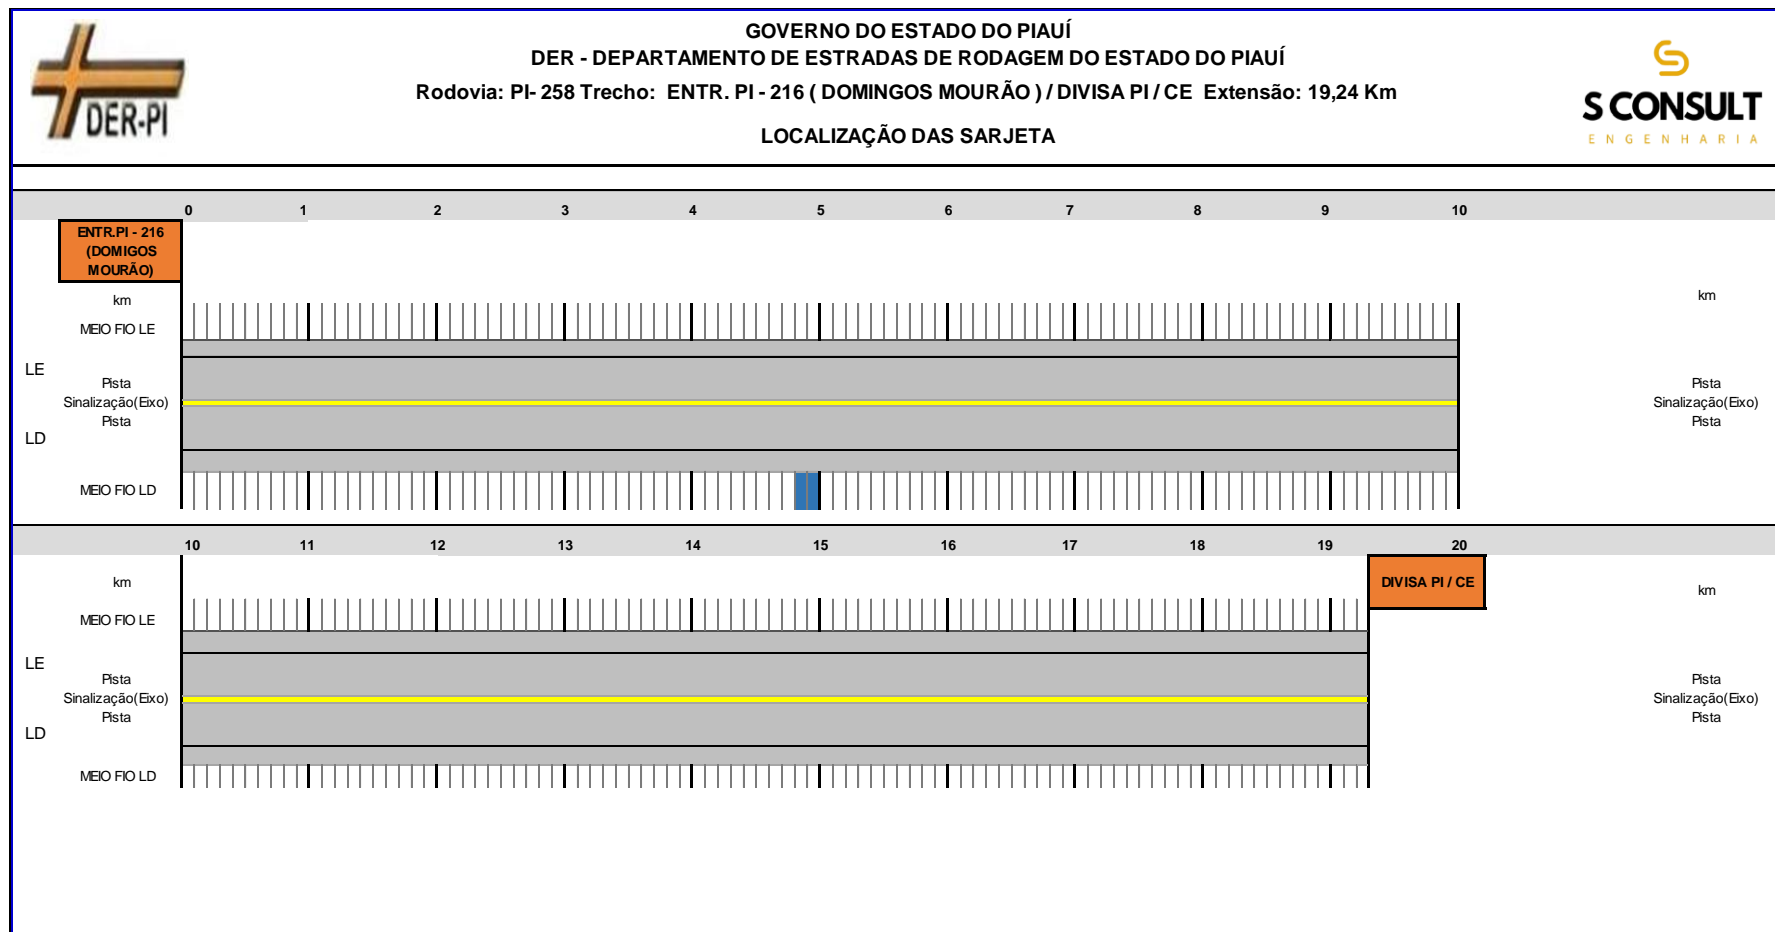 GOVERNO DO ESTADO DO PIAUÍ
DER - DEPARTAMENTO DE ESTRADAS DE RODAGEM DO ESTADO DO PIAUÍ
Rodovia: PI- 258 Trecho: ENTR. PI - 216 ( DOMINGOS MOURÃO ) / DIVISA PI / CE Extensão: 19,24 Km
LOCALIZAÇÃO DAS SARJETA
DER-PI
S CONSULT
ENGENHARIA
0 1 2 3 4 5 6 7 8 9 10
ENTR.PI - 216
(DOMIGOS
MOURÃO)
km km
MEIO FIO LE
LE
Pista Pista
Sinalização(Eixo) Sinalização(Eixo)
Pista Pista
LD
MEIO FIO LD
10 11 12 13 14 15 16 17 18 19 20
km DIVISA PI / CE km
MEIO FIO LE
LE
Pista Pista
Sinalização(Eixo) Sinalização(Eixo)
Pista Pista
LD
MEIO FIO LD